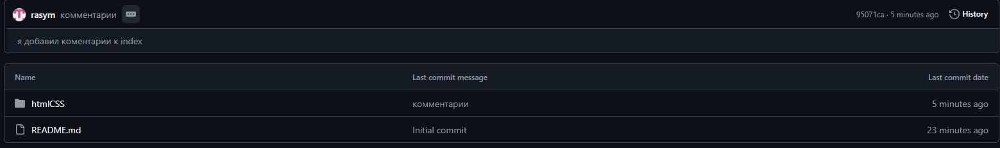 rasym комментарии 95071ca · 5 minutes ago History
я добавил коментарии к index
Name Last commit message Last commit date
htmlCSS комментарии 5 minutes ago
README.md Initial commit 23 minutes ago